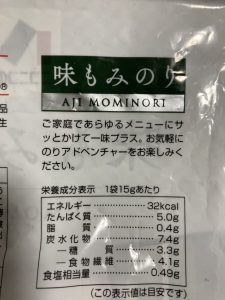 味もみのり
AJI MOMINORI
ご家庭であらゆるメニューにサ
ッとかけて一味プラス。お気軽に
のりアドベンチャーをお楽しみく
ださい。
栄養成分表示 1袋15gあたり
エネルギー 32kcal
たんぱく質 5.0g
脂質 0.4g
炭水化物 7.4g
―糖質 3.3g
―食物繊維 4.1g
食塩相当量 0.49g
(この表示値は目安です)
品
生